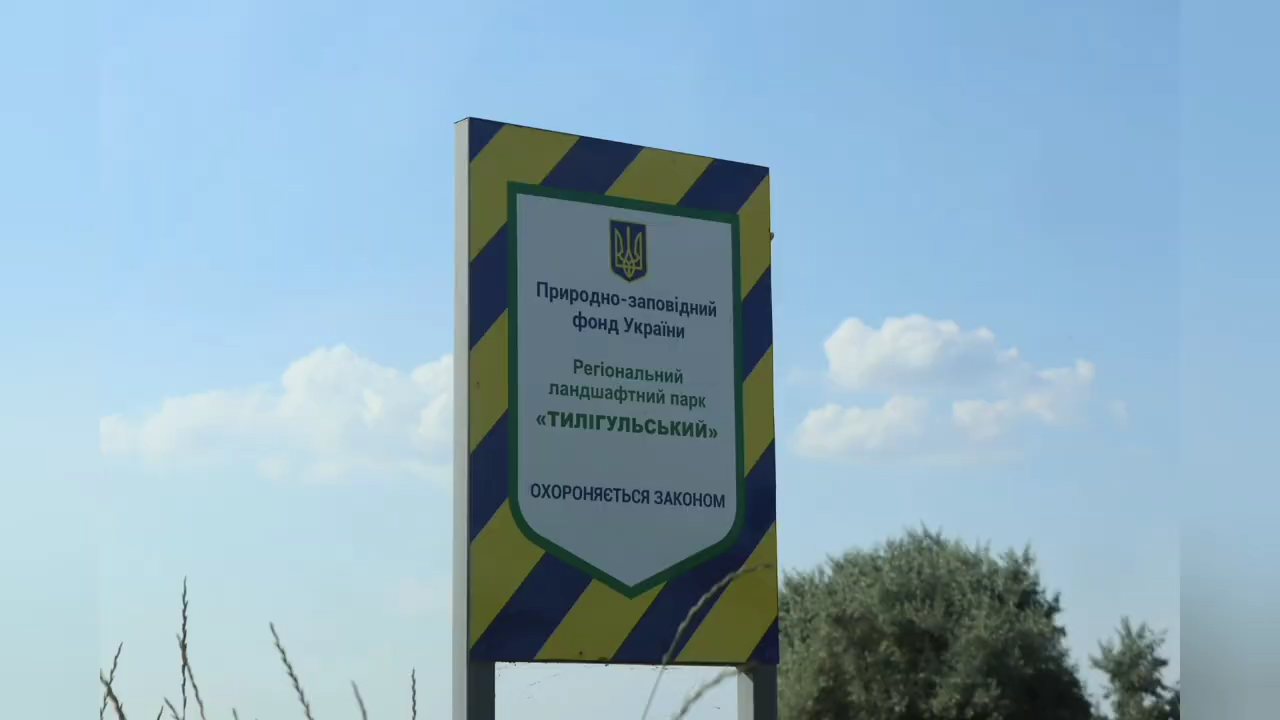 Природно-заповідний
фонд України
Регіональний
ландшафтний парк
«ТИЛІГУЛЬСЬКИЙ»
ОХОРОНЯЄТЬСЯ ЗАКОНОМ